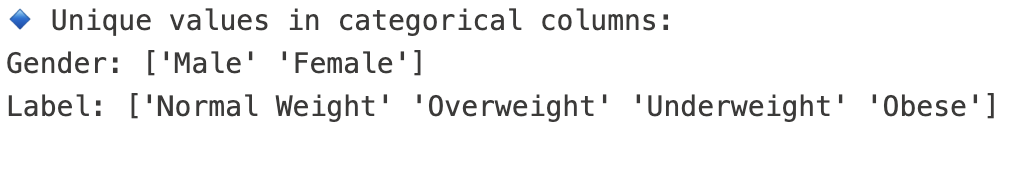 🔹 Unique values in categorical columns:
Gender: ['Male' 'Female']
Label: ['Normal Weight' 'Overweight' 'Underweight' 'Obese']